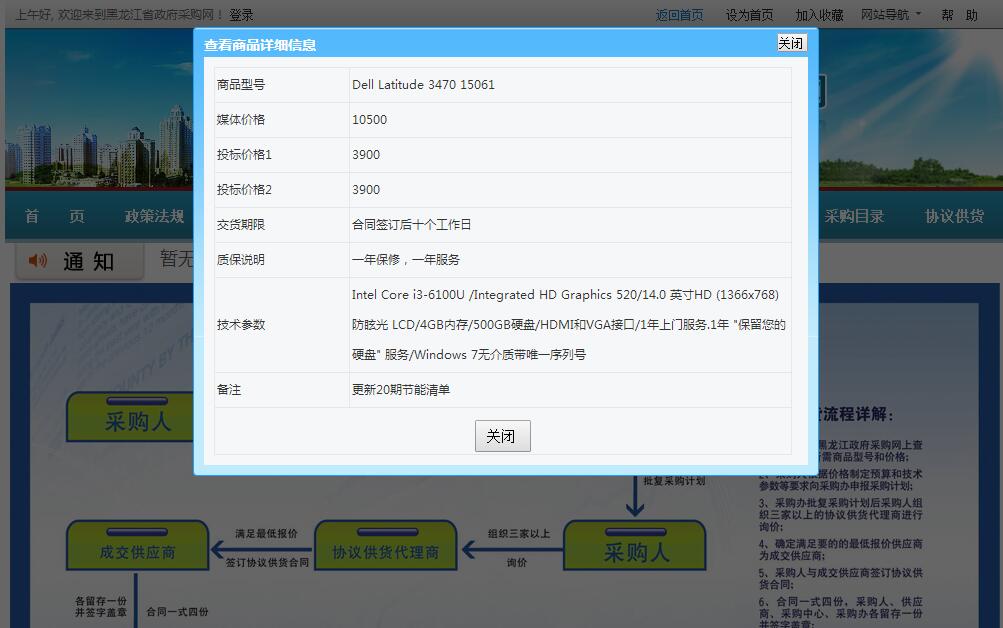 上午好, 欢迎来到黑龙江省政府采购网！ 登录
返回首页 设为首页 加入收藏 网站导航 帮 助
查看商品详细信息
关闭
商品型号 Dell Latitude 3470 15061
媒体价格 10500
投标价格1 3900
投标价格2 3900
交货期限 合同签订后十个工作日
质保说明 一年保修，一年服务
技术参数 Intel Core i3-6100U /Integrated HD Graphics 520/14.0 英寸HD (1366x768)
防眩光 LCD/4GB内存/500GB硬盘/HDMI和VGA接口/1年上门服务.1年 "保留您的
硬盘" 服务/Windows 7无介质带唯一序列号
备注 更新20期节能清单
关闭
首 页 政策法规 采购目录 协议供货
通 知 暂无
采购人
流程详解：
黑龙江政府采购网上查
所需商品型号和价格;
据价格制定预算和技术
参数等要求向采购办申报采购计划;
3、采购办批复采购计划后采购人组
织三家以上的协议供货代理商进行
询价;
4、确定满足要的的最低报价供应商
为成交供应商;
5、采购人与成交供应商签订协议供
货合同;
6、合同一式四份，采购人、供应
商、采购中心、采购办各留存一份
并签字盖章;
批复采购计划
成交供应商
满足最低报价
签订协议供货合同
协议供货代理商
组织三家以上
询价
采购人
各留存一份
并签字盖章
合同一式四份